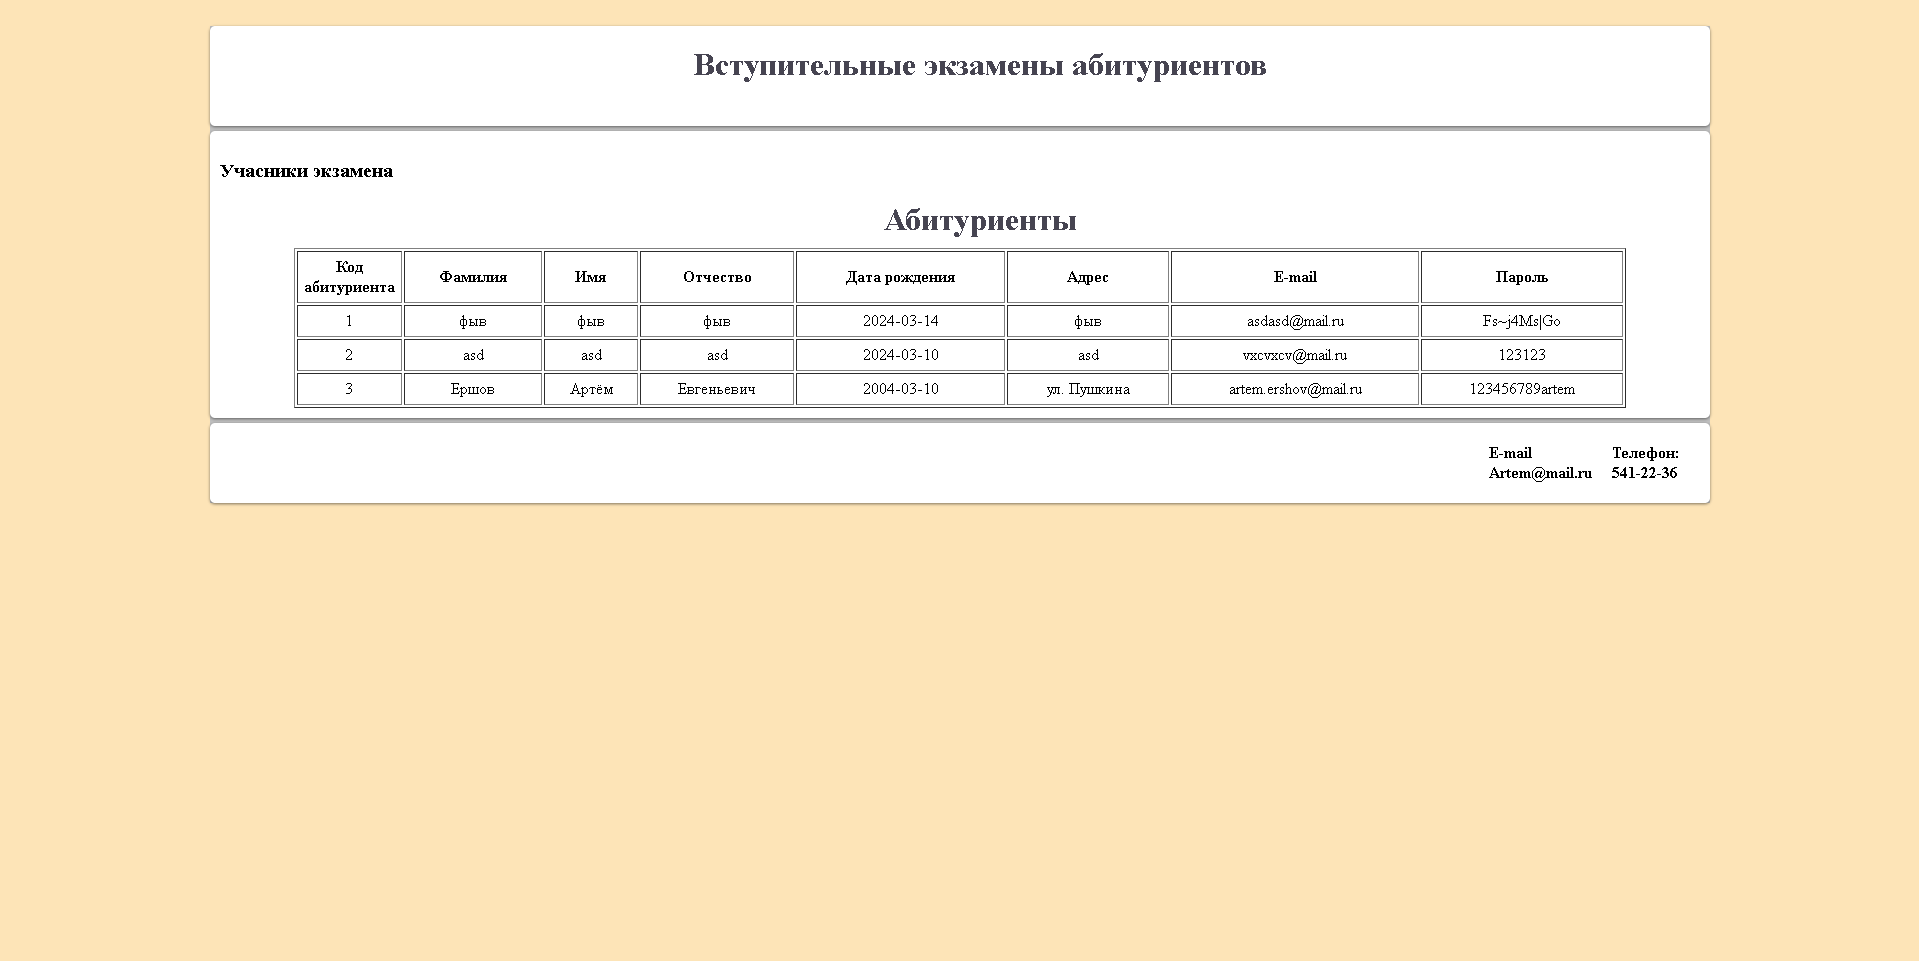 Вступительные экзамены абитуриентов
Учасники экзамена
Абитуриенты
Код абитуриента Фамилия Имя Отчество Дата рождения Адрес E-mail Пароль
1 фыв фыв фыв 2024-03-14 фыв asdasd@mail.ru Fs~j4Ms|Go
2 asd asd asd 2024-03-10 asd vxcvxcv@mail.ru 123123
3 Ершов Артём Евгеньевич 2004-03-10 ул. Пушкина artem.ershov@mail.ru 123456789artem
E-mail Телефон:
Artem@mail.ru 541-22-36